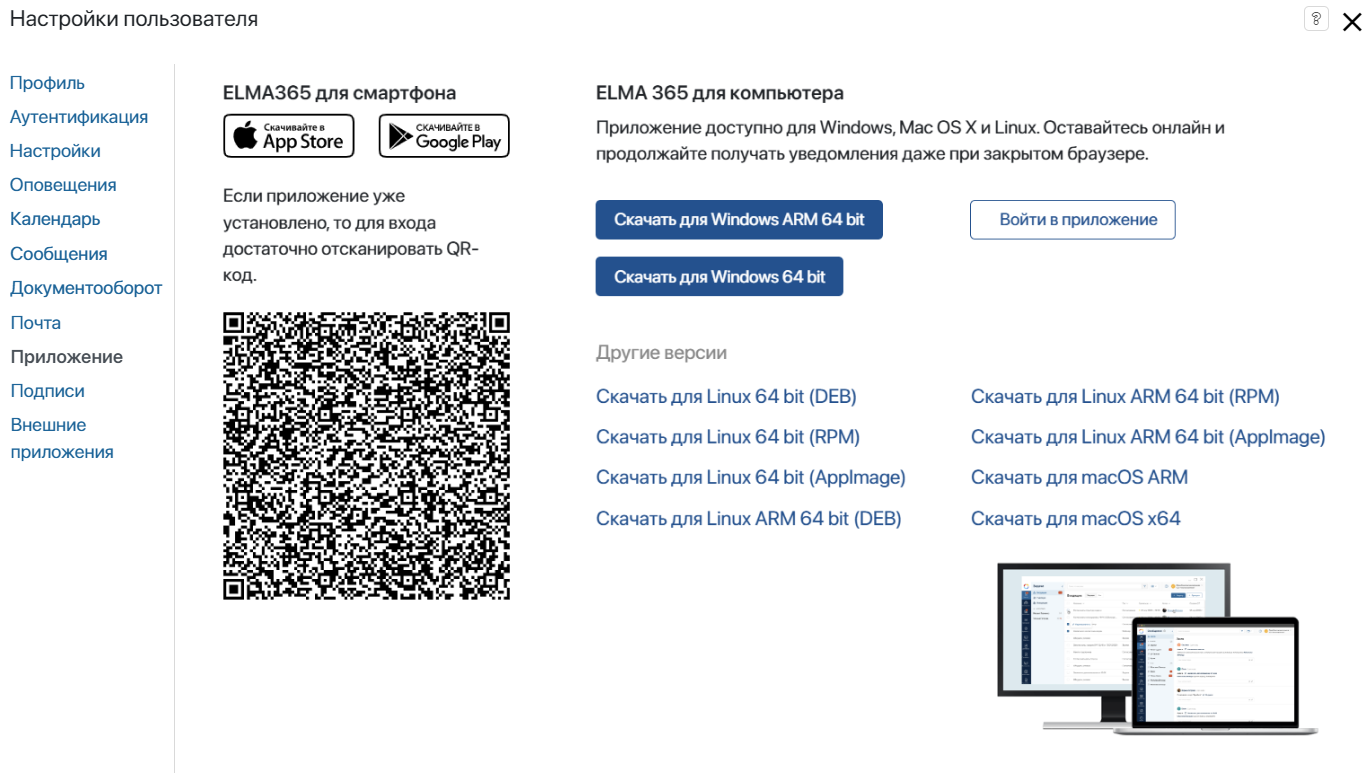 Настройки пользователя
?
Профиль
Аутентификация
Настройки
Оповещения
Календарь
Сообщения
Документооборот
Почта
Приложение
Подписи
Внешние
приложения
ELMA365 для смартфона
Скачивайте в
App Store
СКАЧИВАЙТЕ В
Google Play
Если приложение уже
установлено, то для входа
достаточно отсканировать QR-
код.
ELMA 365 для компьютера
Приложение доступно для Windows, Mac OS X и Linux. Оставайтесь онлайн и
продолжайте получать уведомления даже при закрытом браузере.
Скачать для Windows ARM 64 bit
Войти в приложение
Скачать для Windows 64 bit
Другие версии
Скачать для Linux 64 bit (DEB)
Скачать для Linux 64 bit (RPM)
Скачать для Linux 64 bit (AppImage)
Скачать для Linux ARM 64 bit (DEB)
Скачать для Linux ARM 64 bit (RPM)
Скачать для Linux ARM 64 bit (AppImage)
Скачать для macOS ARM
Скачать для macOS x64